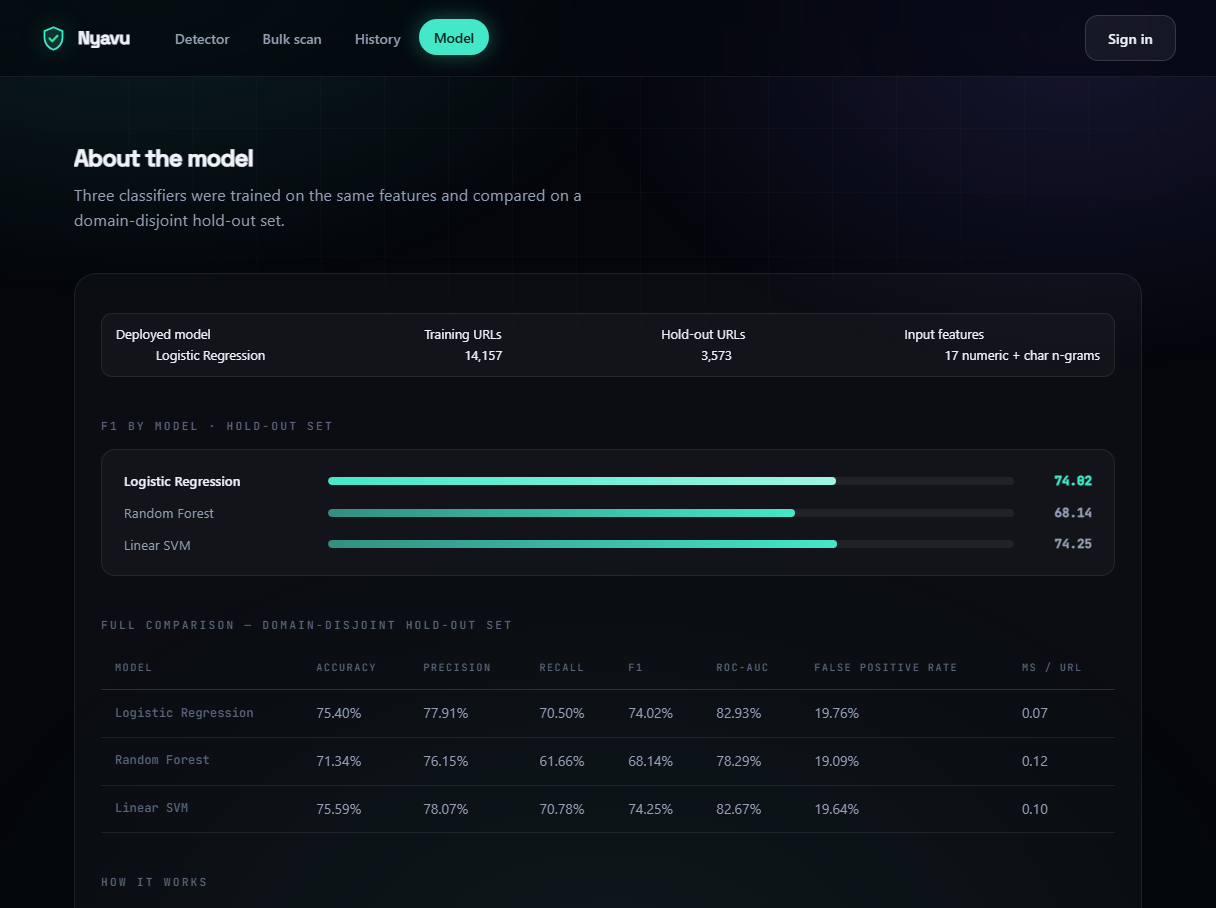 Nyavu
Detector
Bulk scan
History
Model
Sign in
About the model
Three classifiers were trained on the same features and compared on a
domain-disjoint hold-out set.
Deployed model Training URLs Hold-out URLs Input features
Logistic Regression 14,157 3,573 17 numeric + char n-grams
F1 BY MODEL · HOLD-OUT SET
Logistic Regression 74.02
Random Forest 68.14
Linear SVM 74.25
FULL COMPARISON — DOMAIN-DISJOINT HOLD-OUT SET
MODEL ACCURACY PRECISION RECALL F1 ROC-AUC FALSE POSITIVE RATE MS / URL
Logistic Regression 75.40% 77.91% 70.50% 74.02% 82.93% 19.76% 0.07
Random Forest 71.34% 76.15% 61.66% 68.14% 78.29% 19.09% 0.12
Linear SVM 75.59% 78.07% 70.78% 74.25% 82.67% 19.64% 0.10
HOW IT WORKS